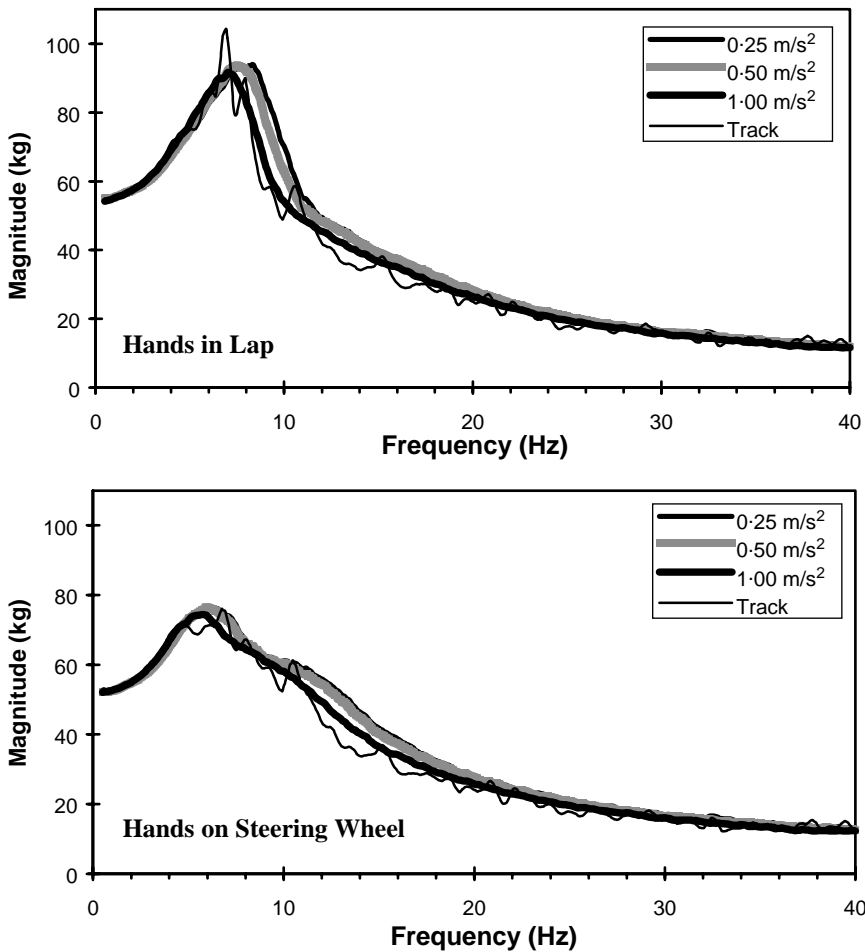 100
80
60
40
20
0
Magnitude (kg)
0·25 m/s²
0·50 m/s²
1·00 m/s²
Track
Hands in Lap
0 10 20 30 40
Frequency (Hz)
100
80
60
40
20
0
Magnitude (kg)
0·25 m/s²
0·50 m/s²
1·00 m/s²
Track
Hands on Steering Wheel
0 10 20 30 40
Frequency (Hz)